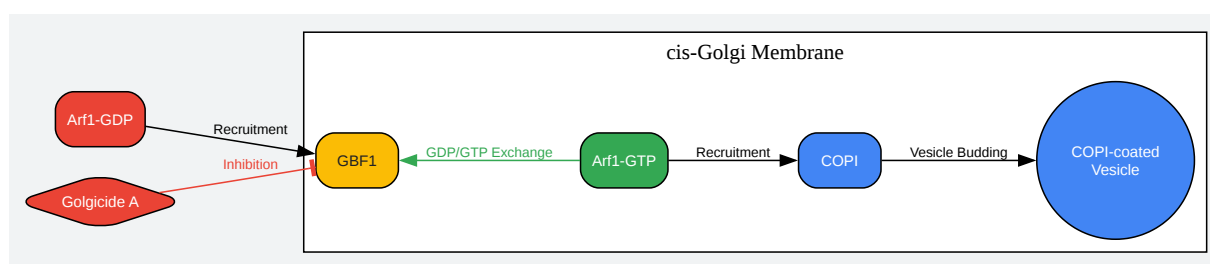 cis-Golgi Membrane
Arf1-GDP
Recruitment
Inhibition
Golgicide A
GBF1
GDP/GTP Exchange
Arf1-GTP
Recruitment
COPI
Vesicle Budding
COPI-coated
Vesicle